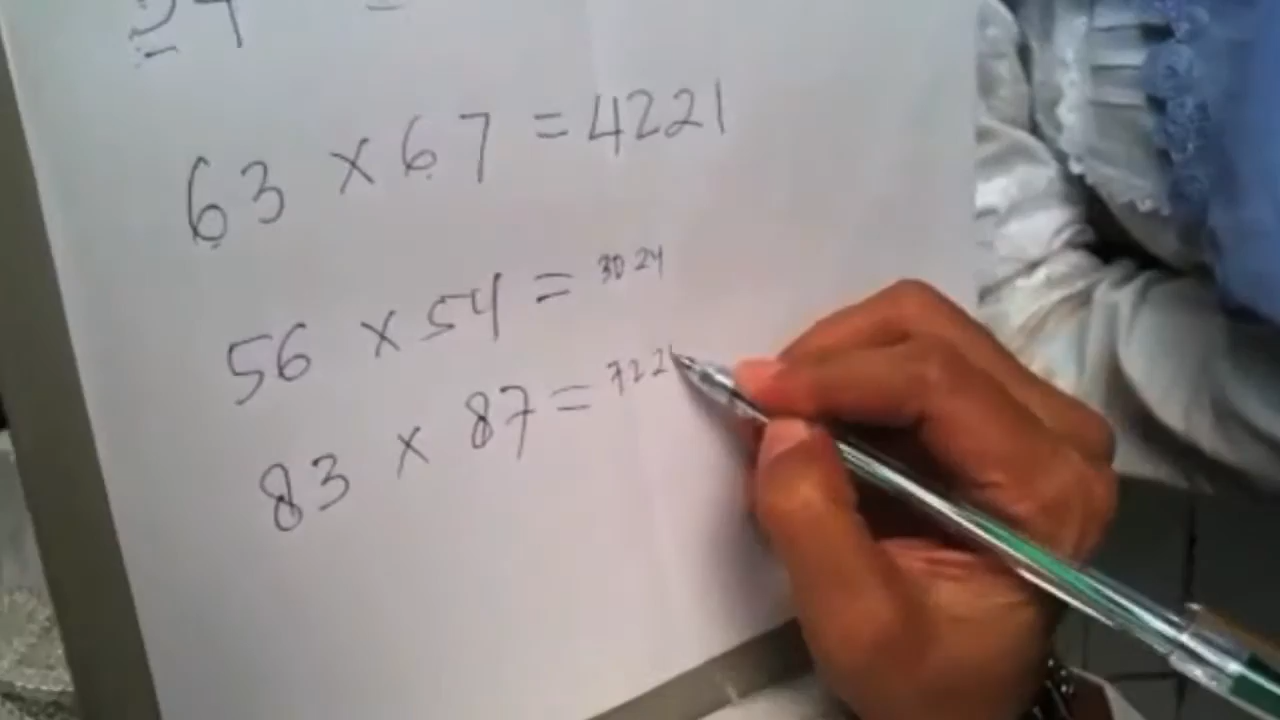 63 × 67 = 4221
56 × 54 = 3024
83 × 87 = 7221